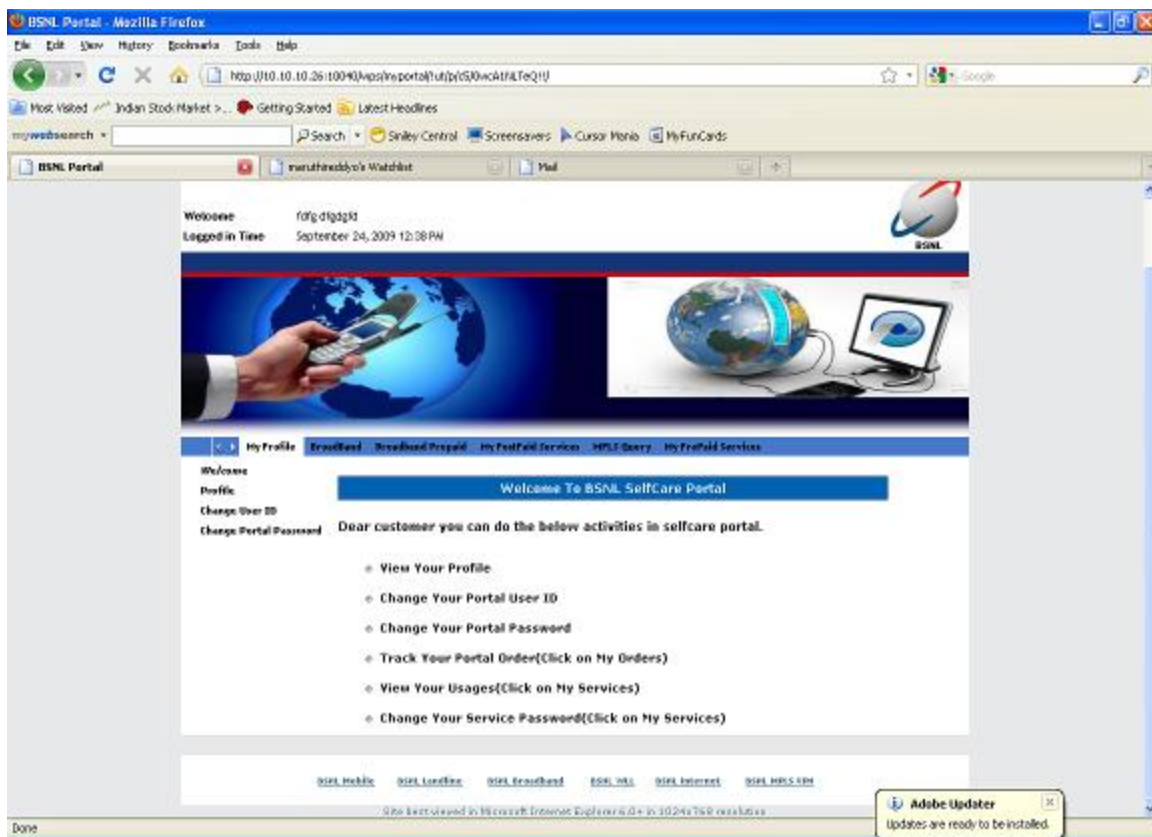 BSNL Portal - Mozilla Firefox
File Edit View History Bookmarks Tools Help
Google
Most Visited Indian Stock Market >... Getting Started Latest Headlines
mywebsearch Search Smiley Central Screensavers Cursor Mania MyFunCards
BSNL Portal maruthireddyo's Watchlist Mail
Welcome
Logged in Time September 24, 2009 12:38 PM
BSNL
My Profile BroadBand Broadband Prepaid My PostPaid Services MPLS Query My PrePaid Services
Welcome
Profile
Change User ID
Change Portal Password
Welcome To BSNL SelfCare Portal
Dear customer you can do the below activities in selfcare portal.
View Your Profile
Change Your Portal User ID
Change Your Portal Password
Track Your Portal Order(Click on My Orders)
View Your Usages(Click on My Services)
Change Your Service Password(Click on My Services)
BSNL Mobile BSNL Landline BSNL Broadband BSNL WLL BSNL Internet BSNL MPLS VPN
Site best viewed in Microsoft Internet Explorer 6.0+ in 1024x768 resolution
Adobe Updater
Updates are ready to be installed.
Done